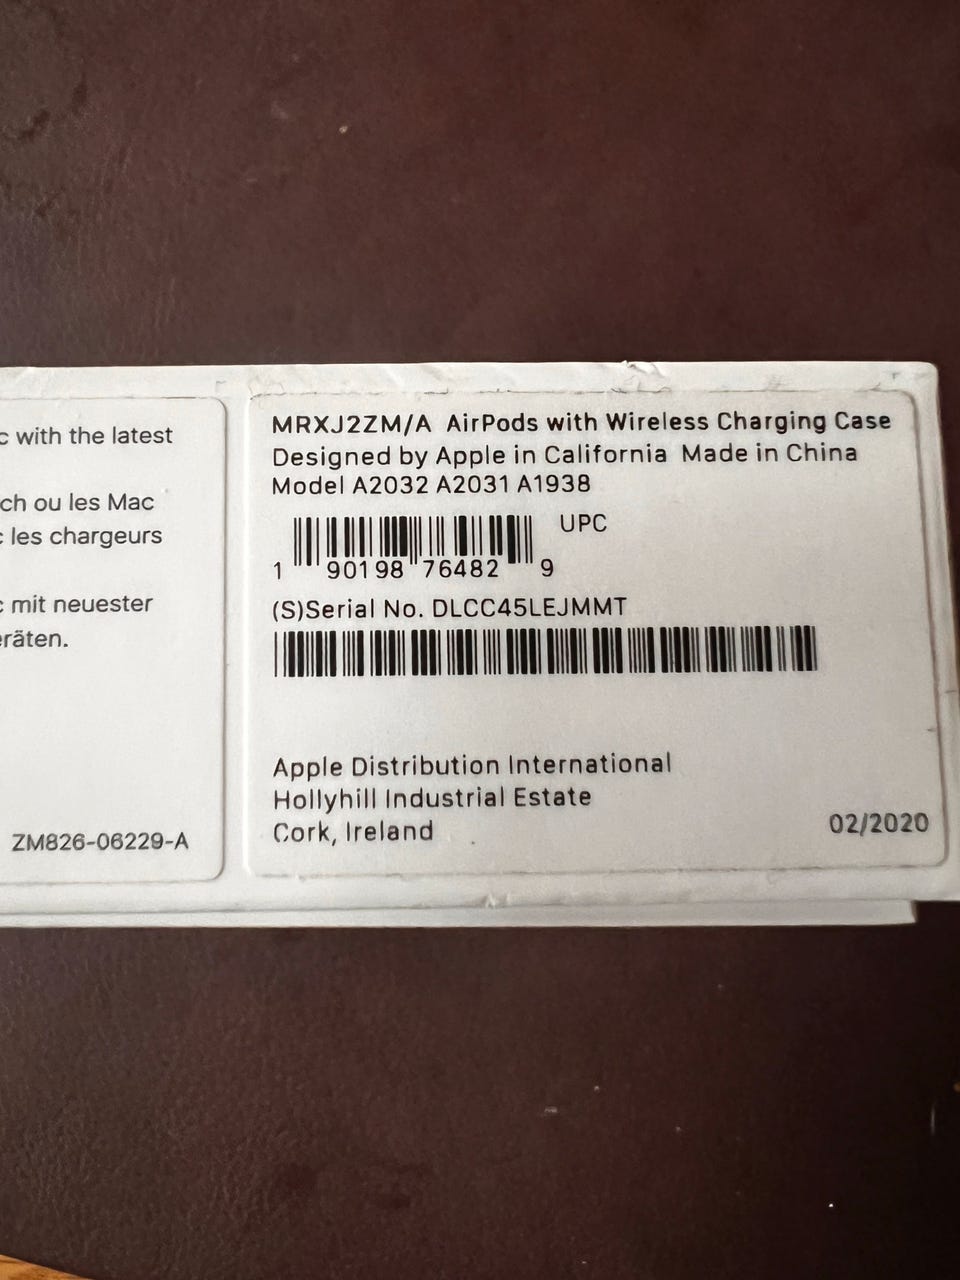 c with the latest
ch ou les Mac
c les chargeurs
c mit neuester
eräten.
ZM826-06229-A
MRXJ2ZM/A AirPods with Wireless Charging Case
Designed by Apple in California Made in China
Model A2032 A2031 A1938
UPC
1 90198 76482 9
(S)Serial No. DLCC45LEJMMT
Apple Distribution International
Hollyhill Industrial Estate
Cork, Ireland
02/2020